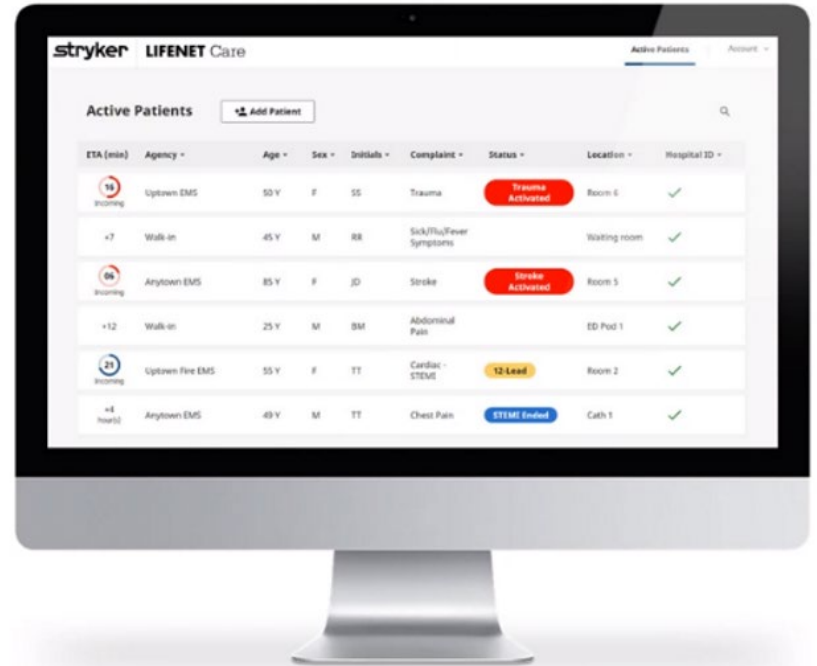 stryker LIFENET Care Active Patients Account
Active Patients Add Patient
ETA (min) Agency Age Sex Initials Complaint Status Location Hospital ID
16 Incoming Uptown EMS 50 Y F SS Trauma Trauma Activated Room 6
+7 Walk-in 45 Y M RR Sick/Flu/Fever Symptoms Waiting room
06 Incoming Anytown EMS 85 Y F JD Stroke Stroke Activated Room 5
+12 Walk-in 25 Y M BM Abdominal Pain ED Pod 1
21 Incoming Uptown Fire EMS 55 Y F TT Cardiac - STEMI 12-Lead Room 2
+4 hour(s) Anytown EMS 49 Y M TT Chest Pain STEMI Ended Cath 1